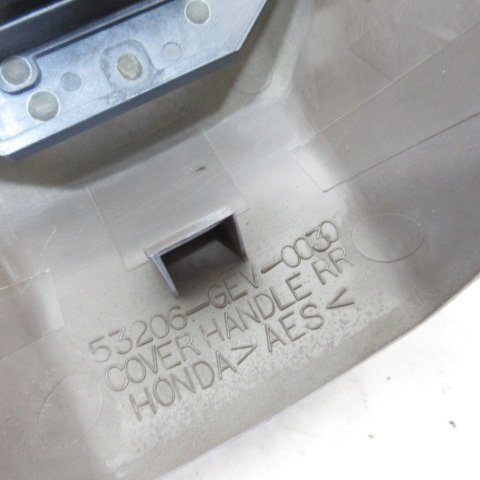 53206-GEV-0030
COVER HANDLE RR
HONDA >AES<